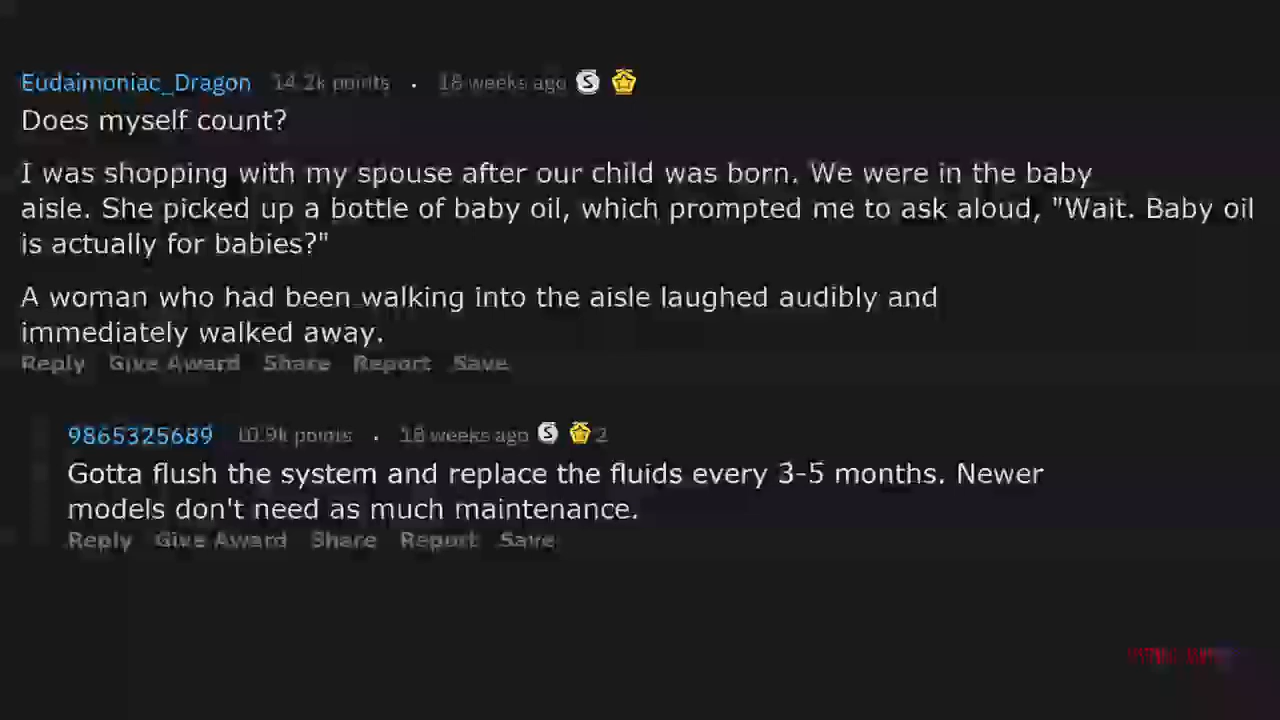 Eudaimoniac_Dragon 14.2k points · 18 weeks ago S
Does myself count?
I was shopping with my spouse after our child was born. We were in the baby
aisle. She picked up a bottle of baby oil, which prompted me to ask aloud, "Wait. Baby oil
is actually for babies?"
A woman who had been walking into the aisle laughed audibly and
immediately walked away.
Reply Give Award Share Report Save
9865325689 10.9k points · 18 weeks ago S 2
Gotta flush the system and replace the fluids every 3-5 months. Newer
models don't need as much maintenance.
Reply Give Award Share Report Save